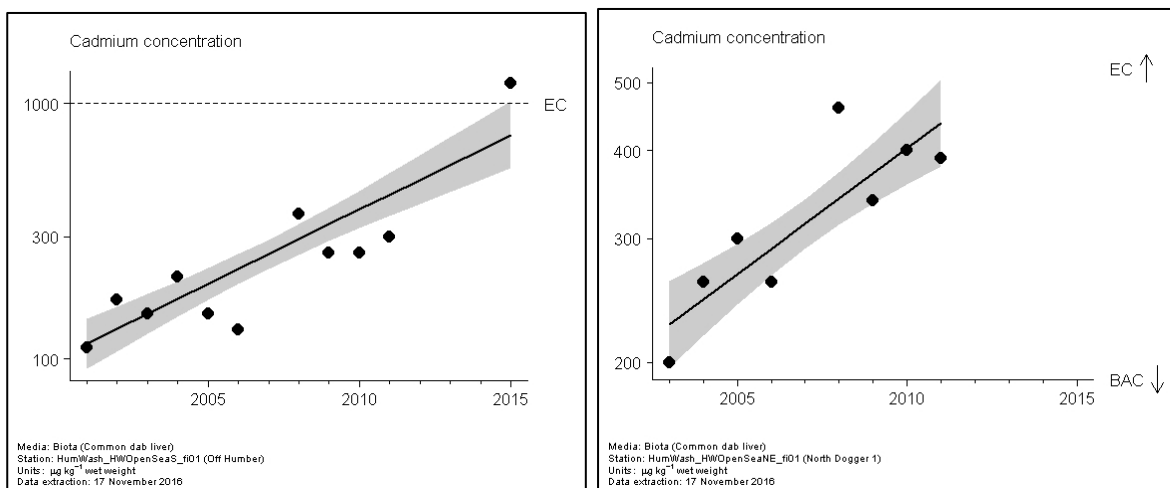 Cadmium concentration
1000
EC
300
100
2005
2010
2015
Media: Biota (Common dab liver)
Station: HumWash_HWOpenSeaS_fi01 (Off Humber)
Units: µg kg⁻¹ wet weight
Data extraction: 17 November 2016
Cadmium concentration
EC ↑
500
400
300
200
BAC ↓
2005
2010
2015
Media: Biota (Common dab liver)
Station: HumWash_HWOpenSeaNE_fi01 (North Dogger 1)
Units: µg kg⁻¹ wet weight
Data extraction: 17 November 2016